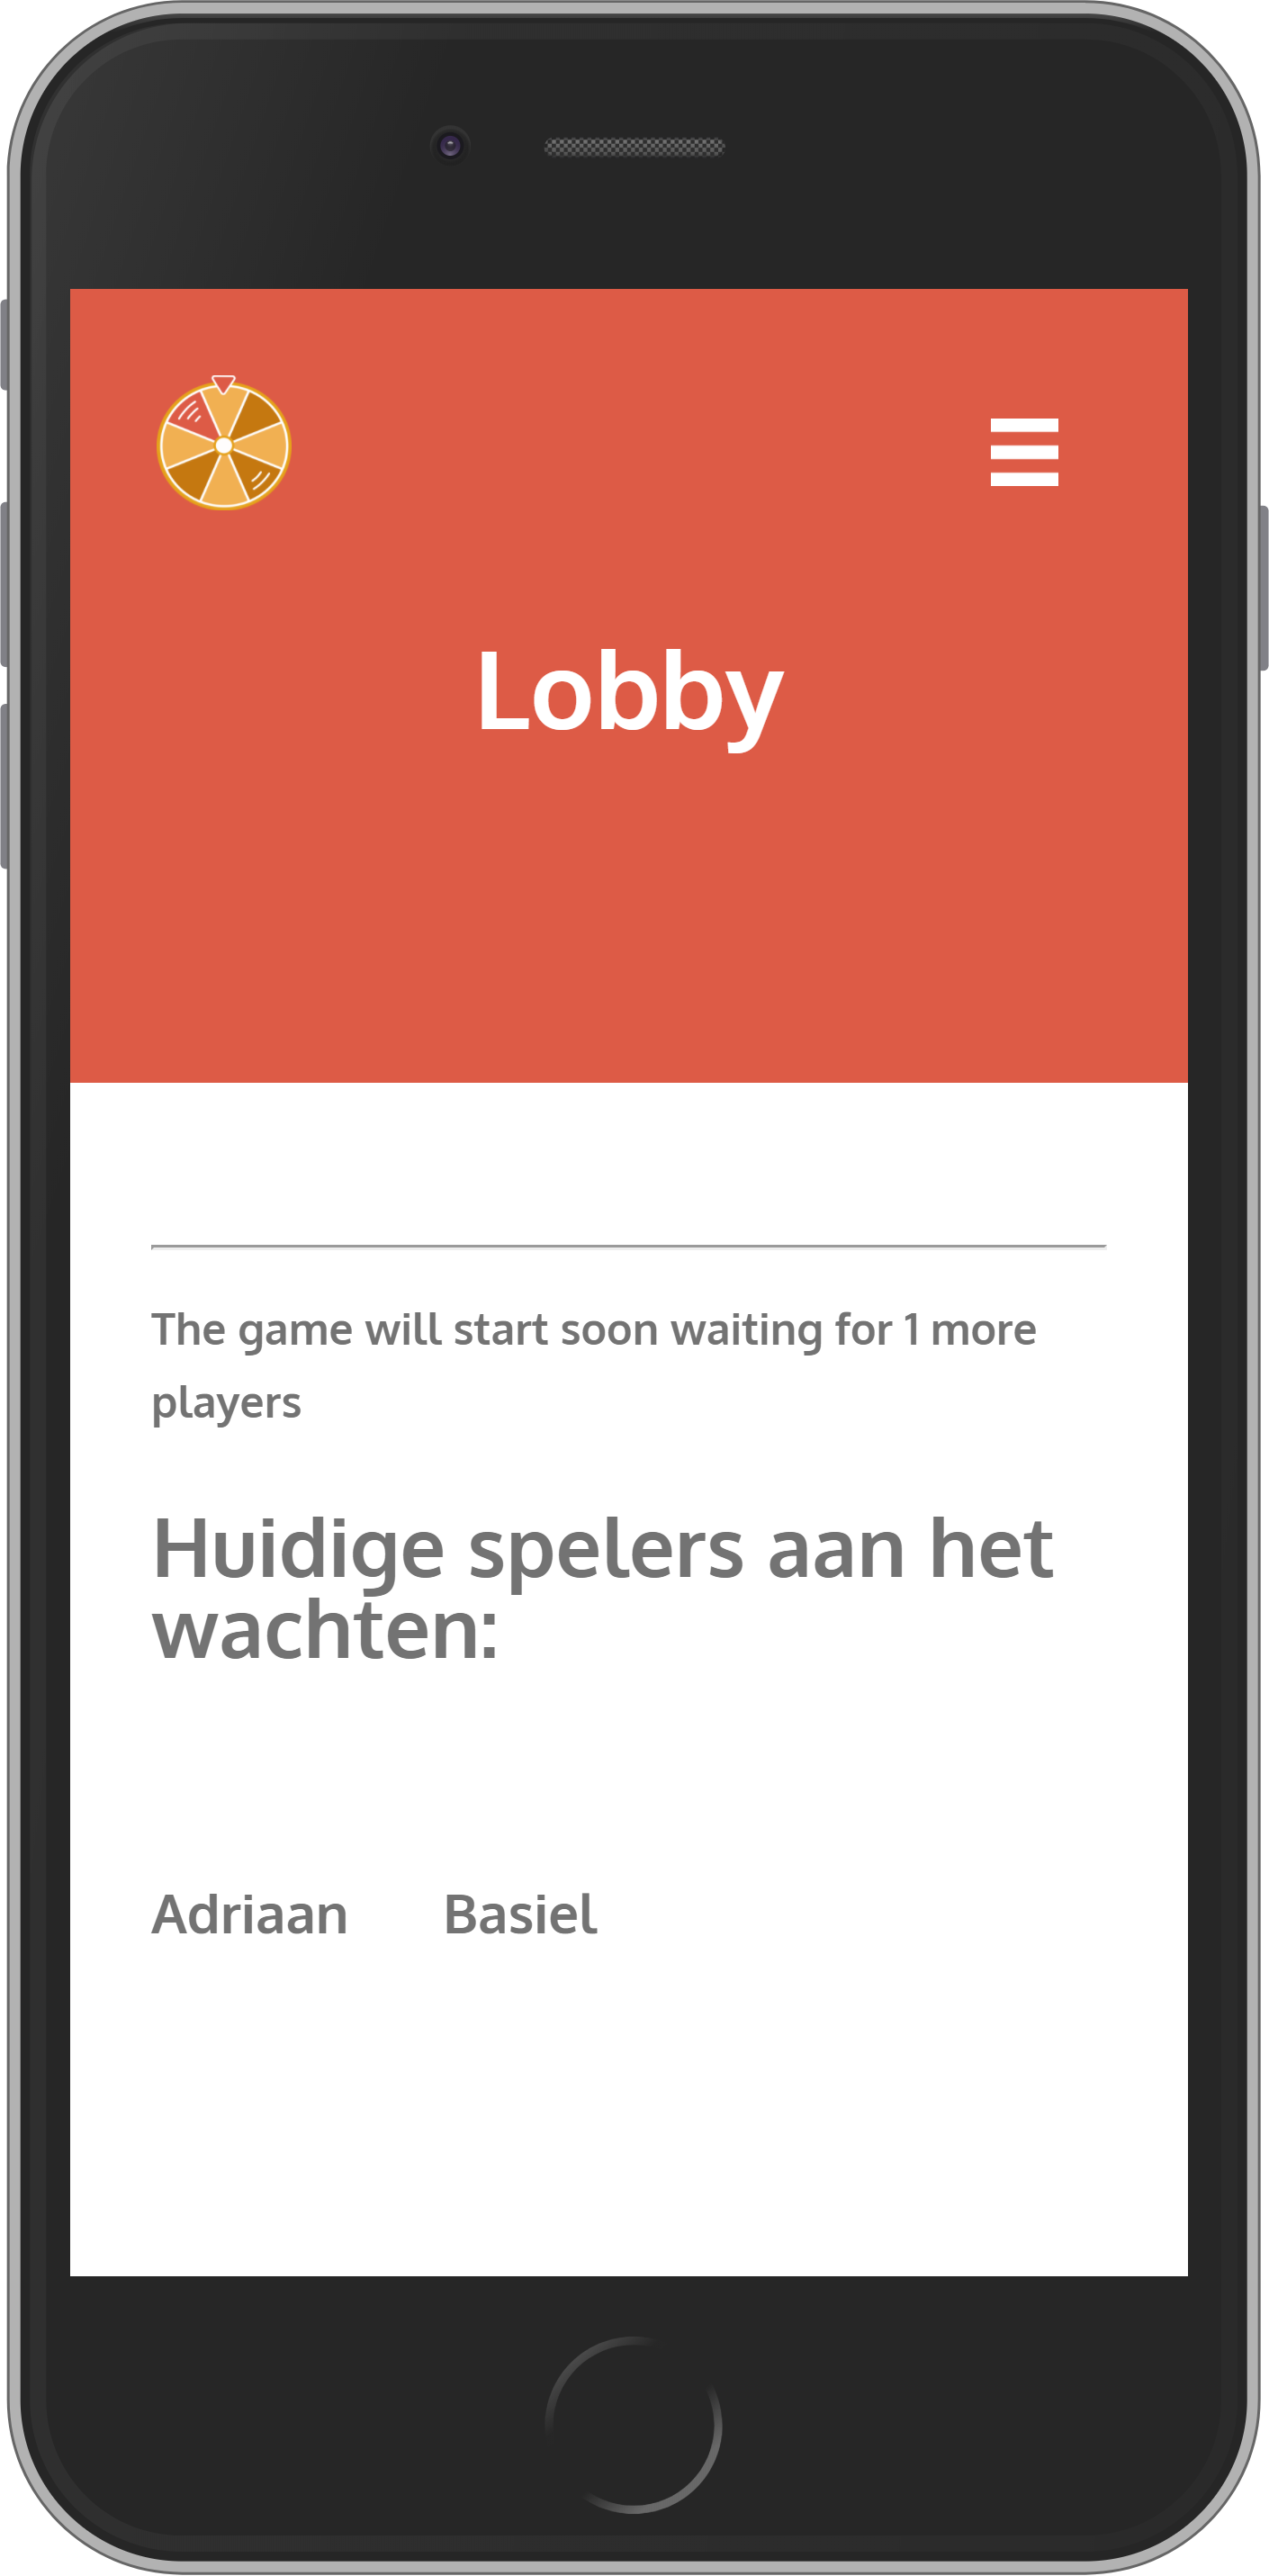 Lobby
The game will start soon waiting for 1 more
players
Huidige spelers aan het
wachten:
Adriaan Basiel